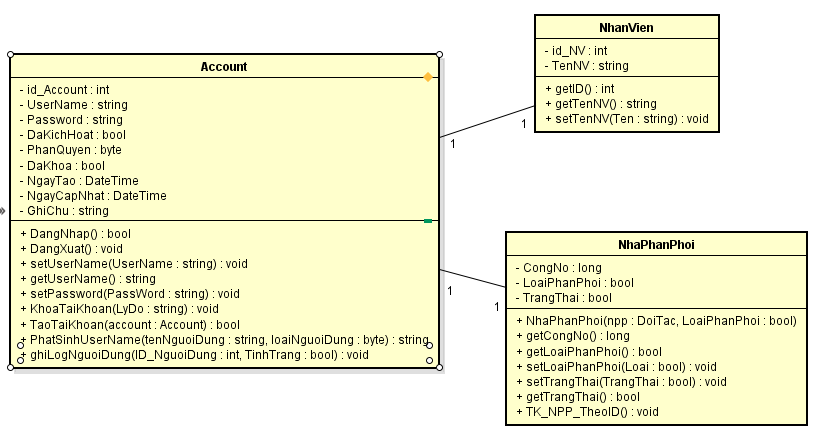 Account
- id_Account : int
- UserName : string
- Password : string
- DaKichHoat : bool
- PhanQuyen : byte
- DaKhoa : bool
- NgayTao : DateTime
- NgayCapNhat : DateTime
- GhiChu : string
+ DangNhap() : bool
+ DangXuat() : void
+ setUserName(UserName : string) : void
+ getUserName() : string
+ setPassword(PassWord : string) : void
+ KhoaTaiKhoan(LyDo : string) : void
+ TaoTaiKhoan(account : Account) : bool
+ PhatSinhUserName(tenNguoiDung : string, loaiNguoiDung : byte) : string
+ ghiLogNguoiDung(ID_NguoiDung : int, TinhTrang : bool) : void
1
1
NhanVien
- id_NV : int
- TenNV : string
+ getID() : int
+ getTenNV() : string
+ setTenNV(Ten : string) : void
1
1
NhaPhanPhoi
- CongNo : long
- LoaiPhanPhoi : bool
- TrangThai : bool
+ NhaPhanPhoi(npp : DoiTac, LoaiPhanPhoi : bool)
+ getCongNo() : long
+ getLoaiPhanPhoi() : bool
+ setLoaiPhanPhoi(Loai : bool) : void
+ setTrangThai(TrangThai : bool) : void
+ getTrangThai() : bool
+ TK_NPP_TheoID() : void